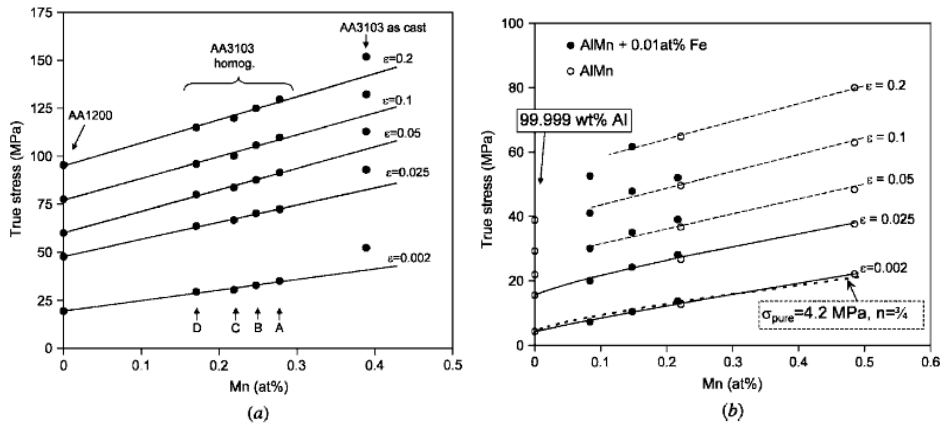 AA3103 as cast
AA3103
homog.
ε=0.2
AA1200
ε=0.1
ε=0.05
ε=0.025
ε=0.002
D
C
B
A
175
150
125
100
75
50
25
0
True stress (MPa)
0
0.1
0.2
0.3
0.4
0.5
Mn (at%)
(a)
AlMn + 0.01at% Fe
AlMn
99.999 wt% Al
ε = 0.2
ε = 0.1
ε = 0.05
ε = 0.025
ε=0.002
σpure=4.2 MPa, n=¾
100
80
60
40
20
0
True stress (MPa)
0
0.1
0.2
0.3
0.4
0.5
0.6
Mn (at%)
(b)